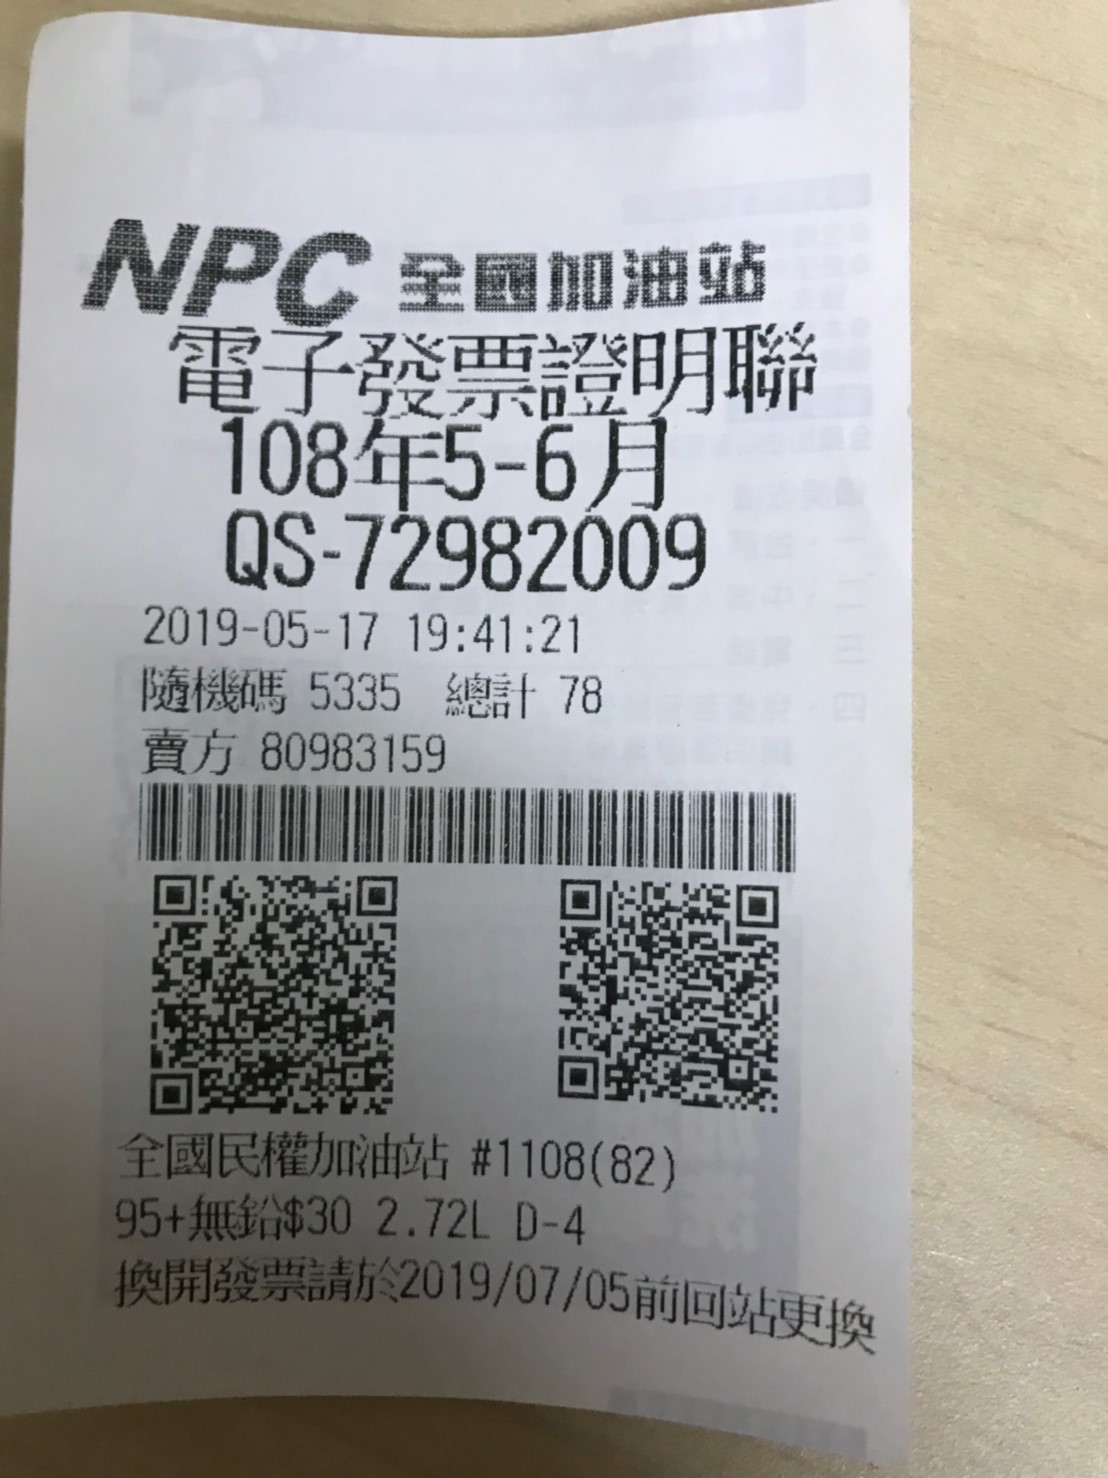 NPC 全國加油站
電子發票證明聯
108年5-6月
QS-72982009
2019-05-17 19:41:21
隨機碼 5335 總計 78
賣方 80983159
全國民權加油站 #1108(82)
95+無鉛$30 2.72L D-4
換開發票請於2019/07/05前回站更換